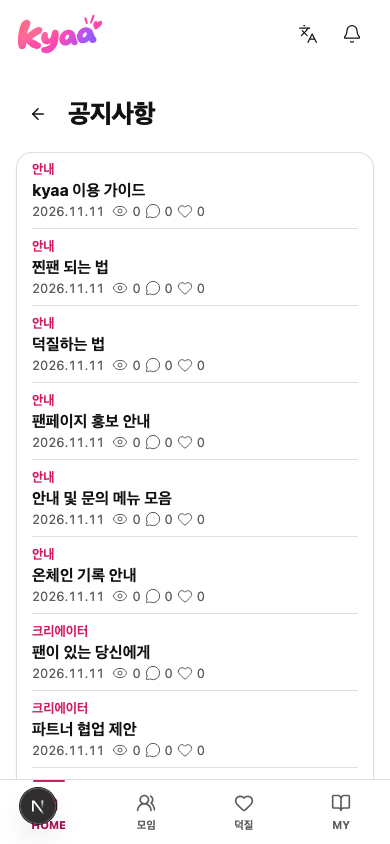 kyaa
공지사항
안내
kyaa 이용 가이드
2026.11.11 0 0 0
안내
찐팬 되는 법
2026.11.11 0 0 0
안내
덕질하는 법
2026.11.11 0 0 0
안내
팬페이지 홍보 안내
2026.11.11 0 0 0
안내
안내 및 문의 메뉴 모음
2026.11.11 0 0 0
안내
온체인 기록 안내
2026.11.11 0 0 0
크리에이터
팬이 있는 당신에게
2026.11.11 0 0 0
크리에이터
파트너 협업 제안
2026.11.11 0 0 0
N
HOME 모임 덕질 MY